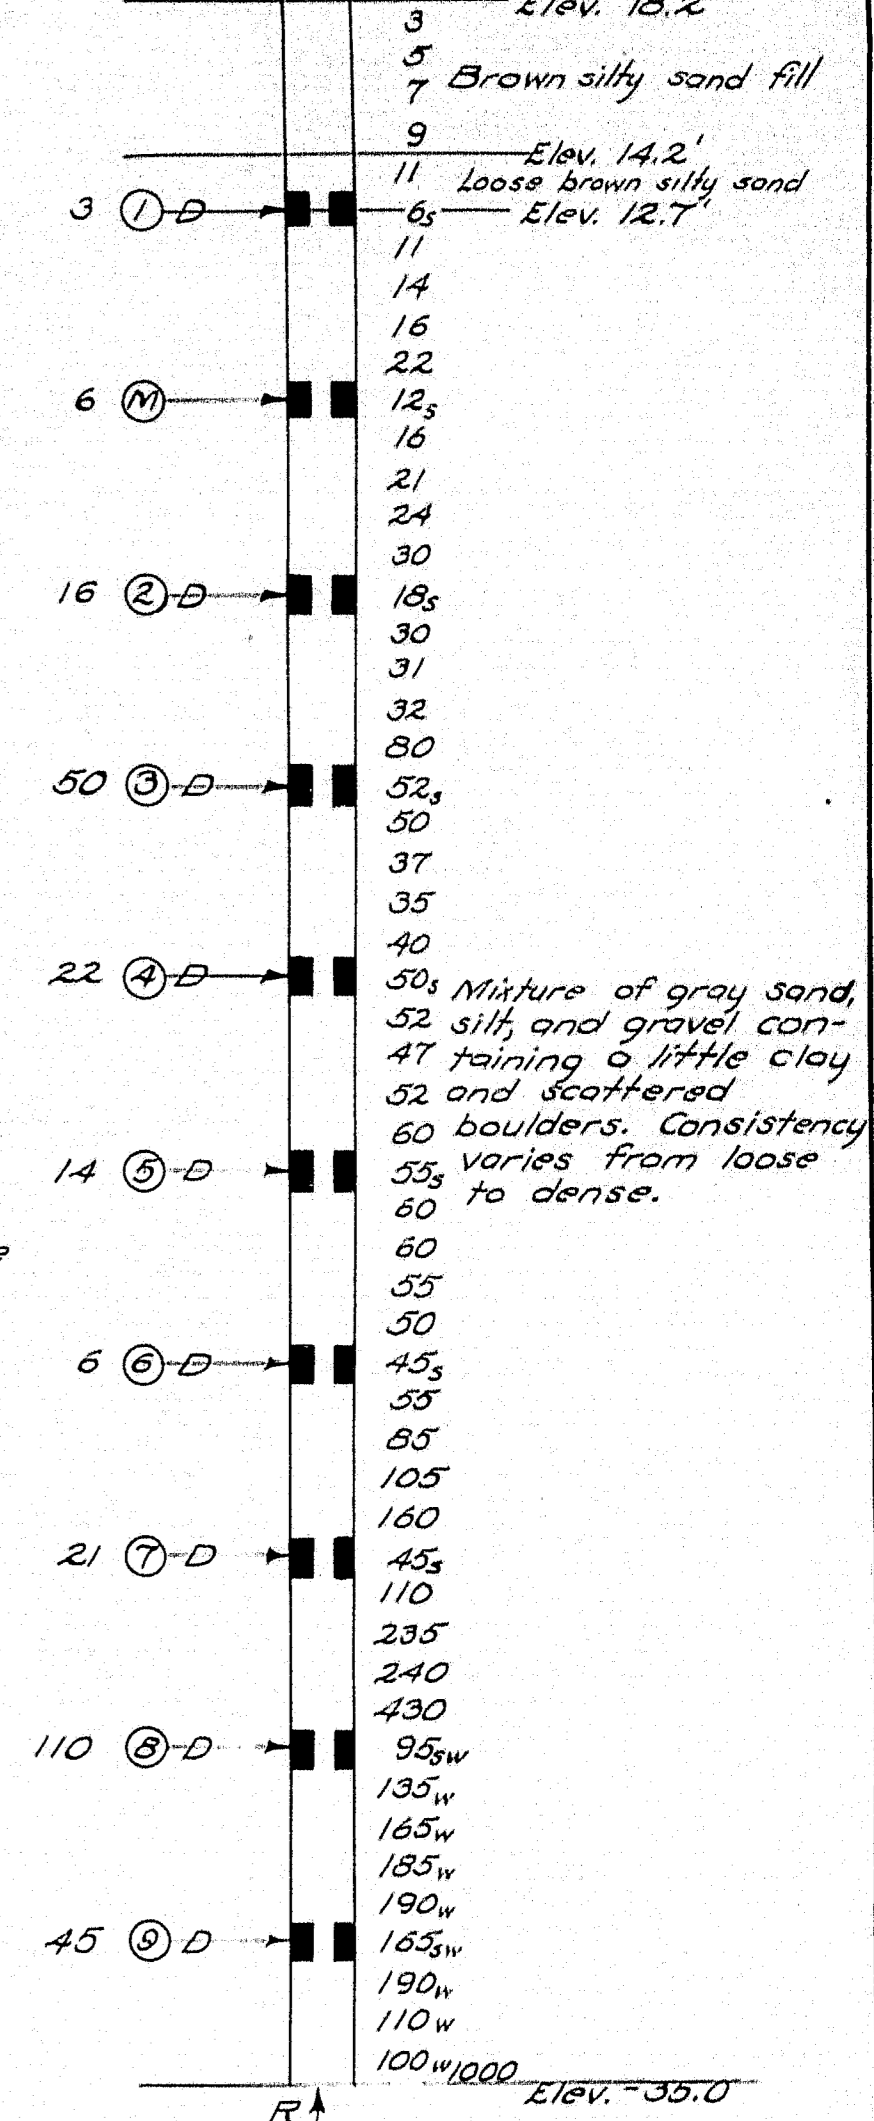 Elev. 18.2
3
5
7 Brown silty sand fill
9
Elev. 14.2'
11 Loose brown silty sand
3 1 D 6s Elev. 12.7'
11
14
16
22
6 M 12s
16
21
24
30
16 2 D 18s
30
31
32
80
50 3 D 52s
50
37
35
40
22 4 D 50s Mixture of gray sand,
52 silt, and gravel con-
47 taining a little clay
52 and scattered
60 boulders. Consistency
14 5 D 55s varies from loose
60 to dense.
60
55
50
6 6 D 45s
55
85
105
160
21 7 D 45s
110
235
240
430
110 8 D 95sw
135w
165w
185w
190w
45 9 D 165sw
190w
110w
100w 1000
Elev. -35.0
R